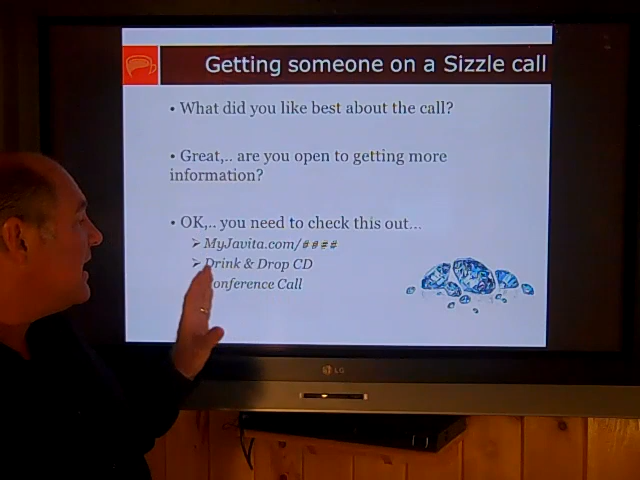 Getting someone on a Sizzle call
• What did you like best about the call?
• Great,.. are you open to getting more
information?
• OK,.. you need to check this out...
➢ MyJavita.com/####
➢ Drink & Drop CD
onference Call
LG